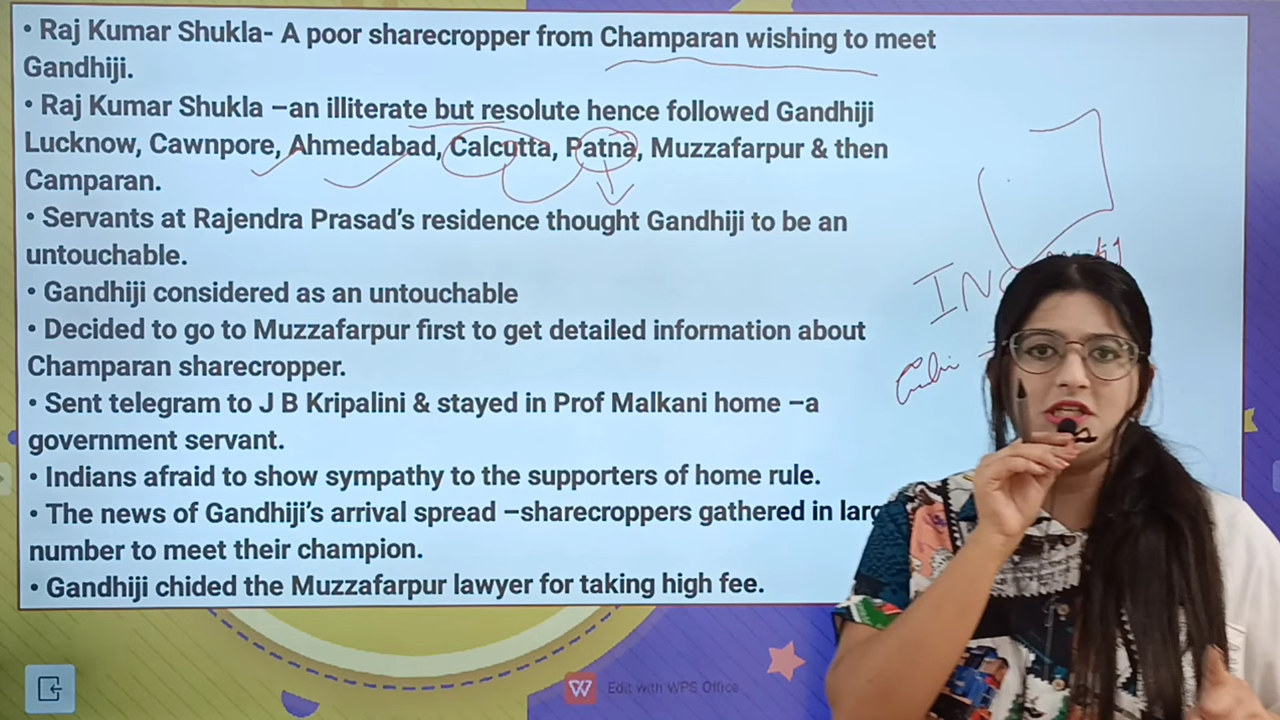 • Raj Kumar Shukla- A poor sharecropper from Champaran wishing to meet
Gandhiji.
• Raj Kumar Shukla –an illiterate but resolute hence followed Gandhiji
Lucknow, Cawnpore, Ahmedabad, Calcutta, Patna, Muzzafarpur & then
Camparan.
• Servants at Rajendra Prasad's residence thought Gandhiji to be an
untouchable.
• Gandhiji considered as an untouchable
• Decided to go to Muzzafarpur first to get detailed information about
Champaran sharecropper.
• Sent telegram to J B Kripalini & stayed in Prof Malkani home –a
government servant.
• Indians afraid to show sympathy to the supporters of home rule.
• The news of Gandhiji's arrival spread –sharecroppers gathered in larg
number to meet their champion.
• Gandhiji chided the Muzzafarpur lawyer for taking high fee.
Edit with WPS Office